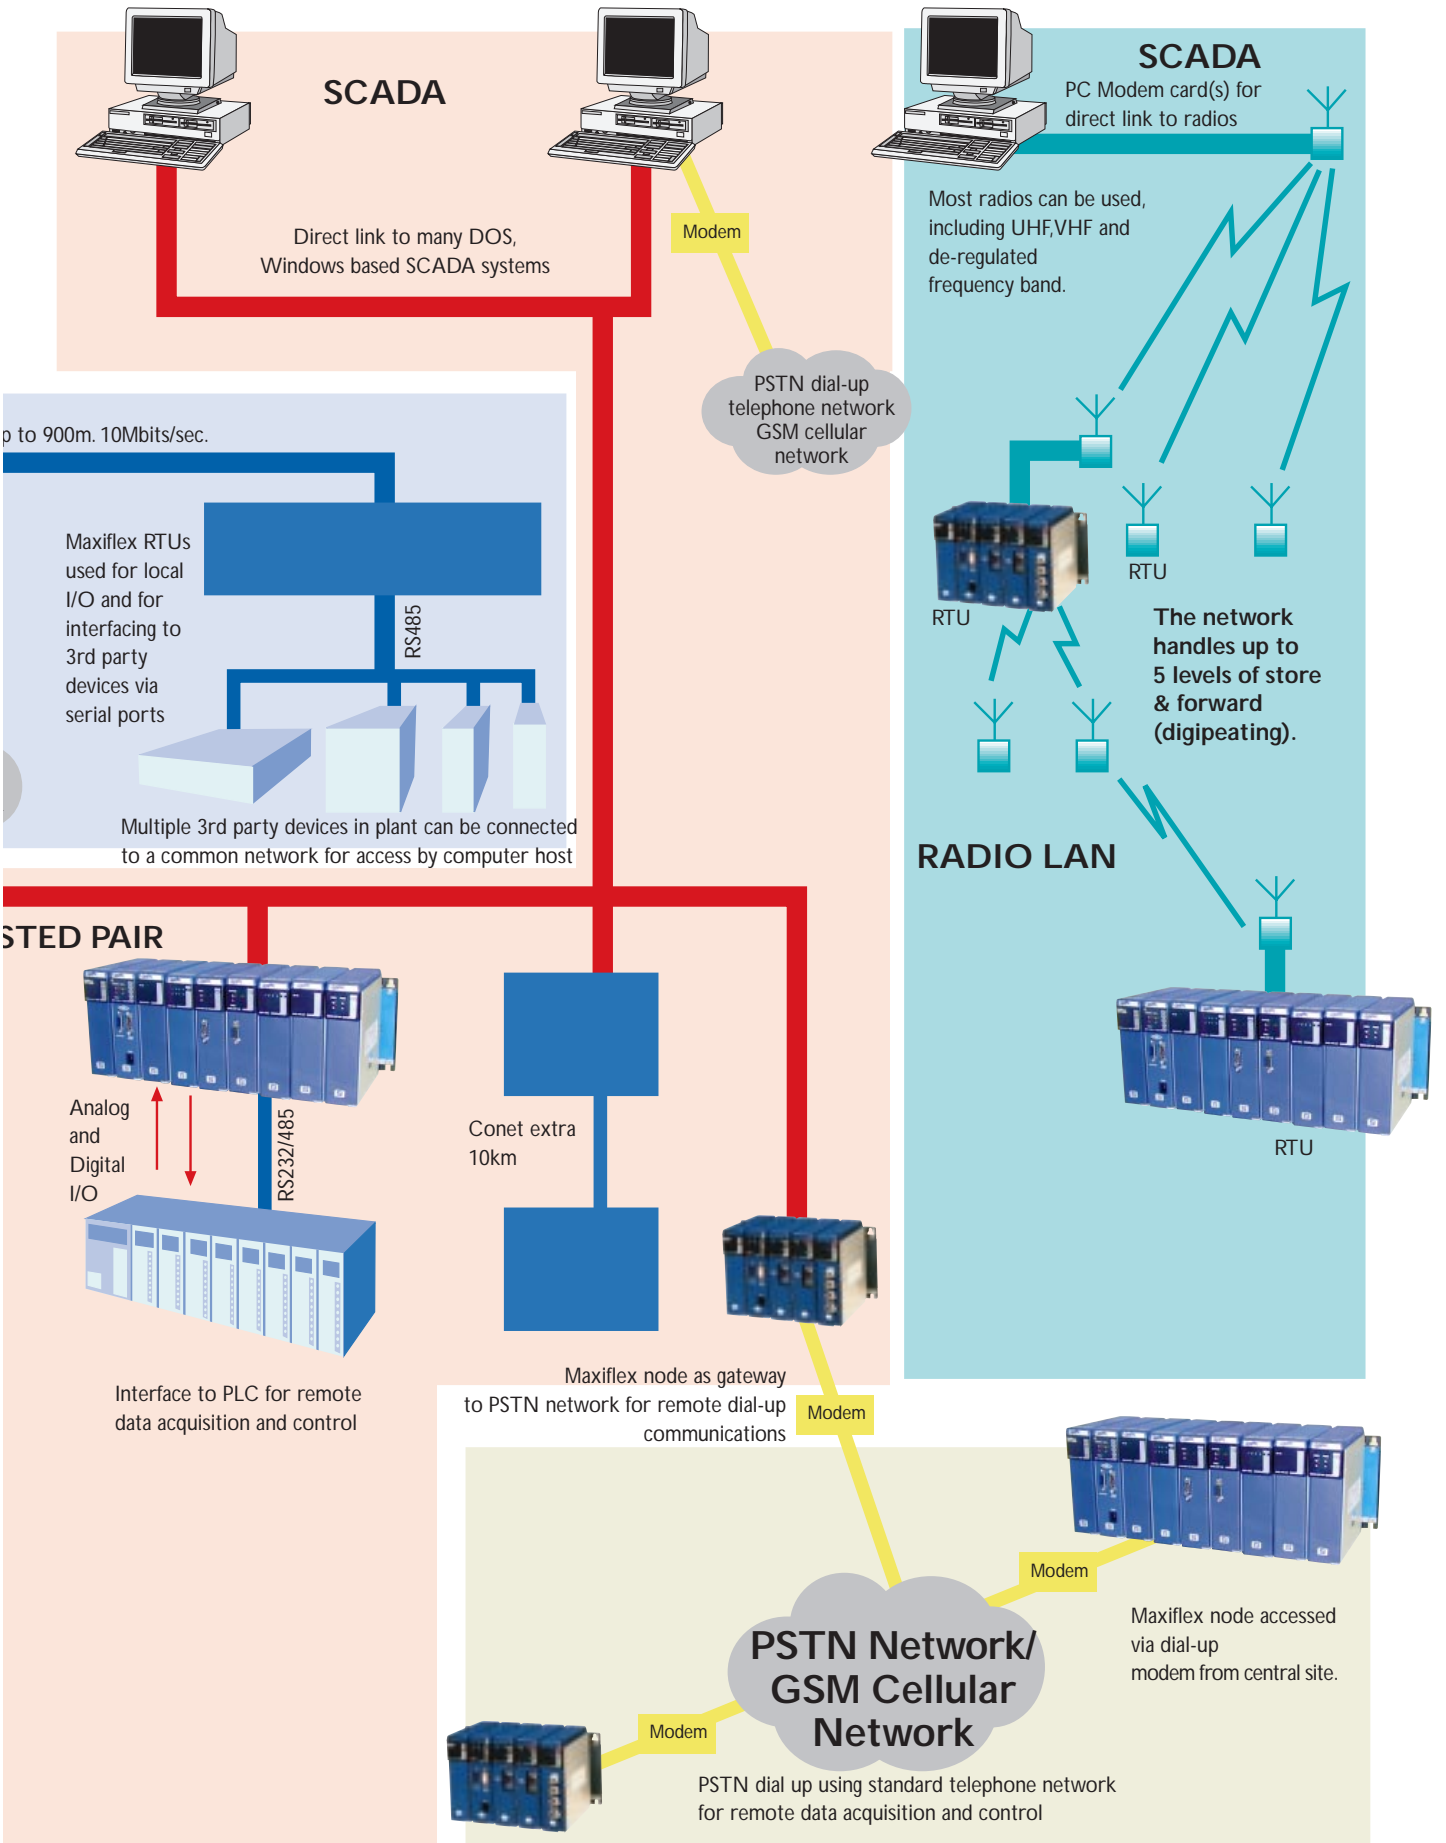 SCADA
Direct link to many DOS,
Windows based SCADA systems
Modem
PSTN dial-up
telephone network
GSM cellular
network
SCADA
PC Modem card(s) for
direct link to radios
Most radios can be used,
including UHF,VHF and
de-regulated
frequency band.
RTU
RTU
The network
handles up to
5 levels of store
& forward
(digipeating).
RADIO LAN
RTU
p to 900m. 10Mbits/sec.
Maxiflex RTUs
used for local
I/O and for
interfacing to
3rd party
devices via
serial ports
RS485
Multiple 3rd party devices in plant can be connected
to a common network for access by computer host
STED PAIR
Analog
and
Digital
I/O
RS232/485
Conet extra
10km
Interface to PLC for remote
data acquisition and control
Maxiflex node as gateway
to PSTN network for remote dial-up
communications
Modem
Modem
Maxiflex node accessed
via dial-up
modem from central site.
PSTN Network/
GSM Cellular
Network
Modem
PSTN dial up using standard telephone network
for remote data acquisition and control